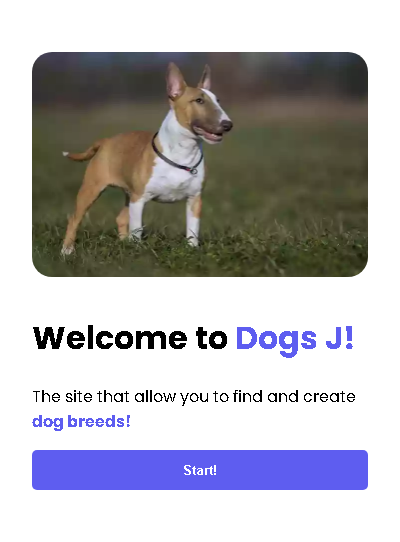 Welcome to Dogs J!
The site that allow you to find and create
dog breeds!
Start!